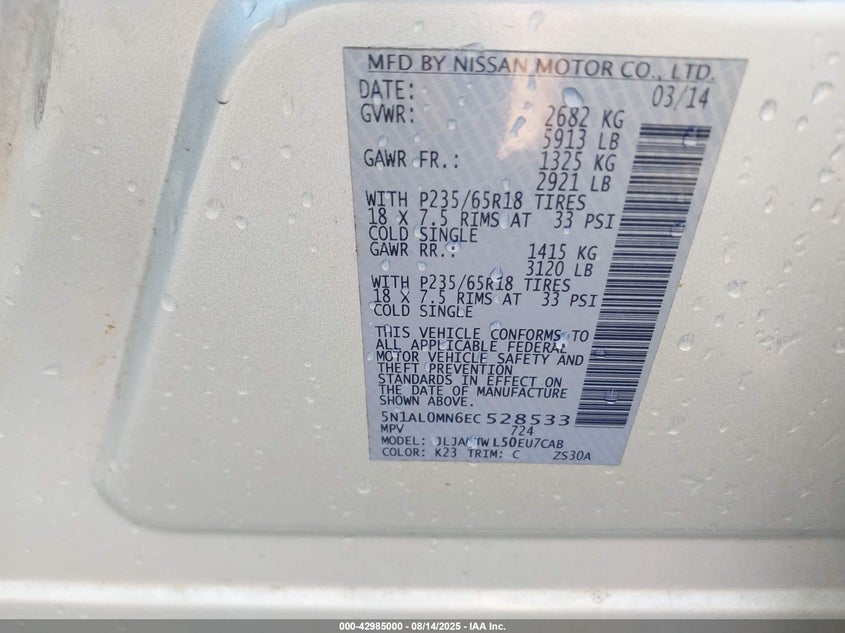 MFD BY NISSAN MOTOR CO., LTD.
DATE: 03/14
GVWR: 2682 KG
5913 LB
GAWR FR.: 1325 KG
2921 LB
WITH P235/65R18 TIRES
18 X 7.5 RIMS AT 33 PSI
COLD SINGLE
GAWR RR.: 1415 KG
3120 LB
WITH P235/65R18 TIRES
18 X 7.5 RIMS AT 33 PSI
COLD SINGLE
THIS VEHICLE CONFORMS TO
ALL APPLICABLE FEDERAL
MOTOR VEHICLE SAFETY AND
THEFT PREVENTION
STANDARDS IN EFFECT ON
THE DATE OF MANUFACTURE
SHOWN ABOVE.
5N1AL0MN6EC528533
MPV 724
MODEL:
COLOR: K23 TRIM: C ZS30A
000-42985000 • 08/14/2025 - IAA Inc.